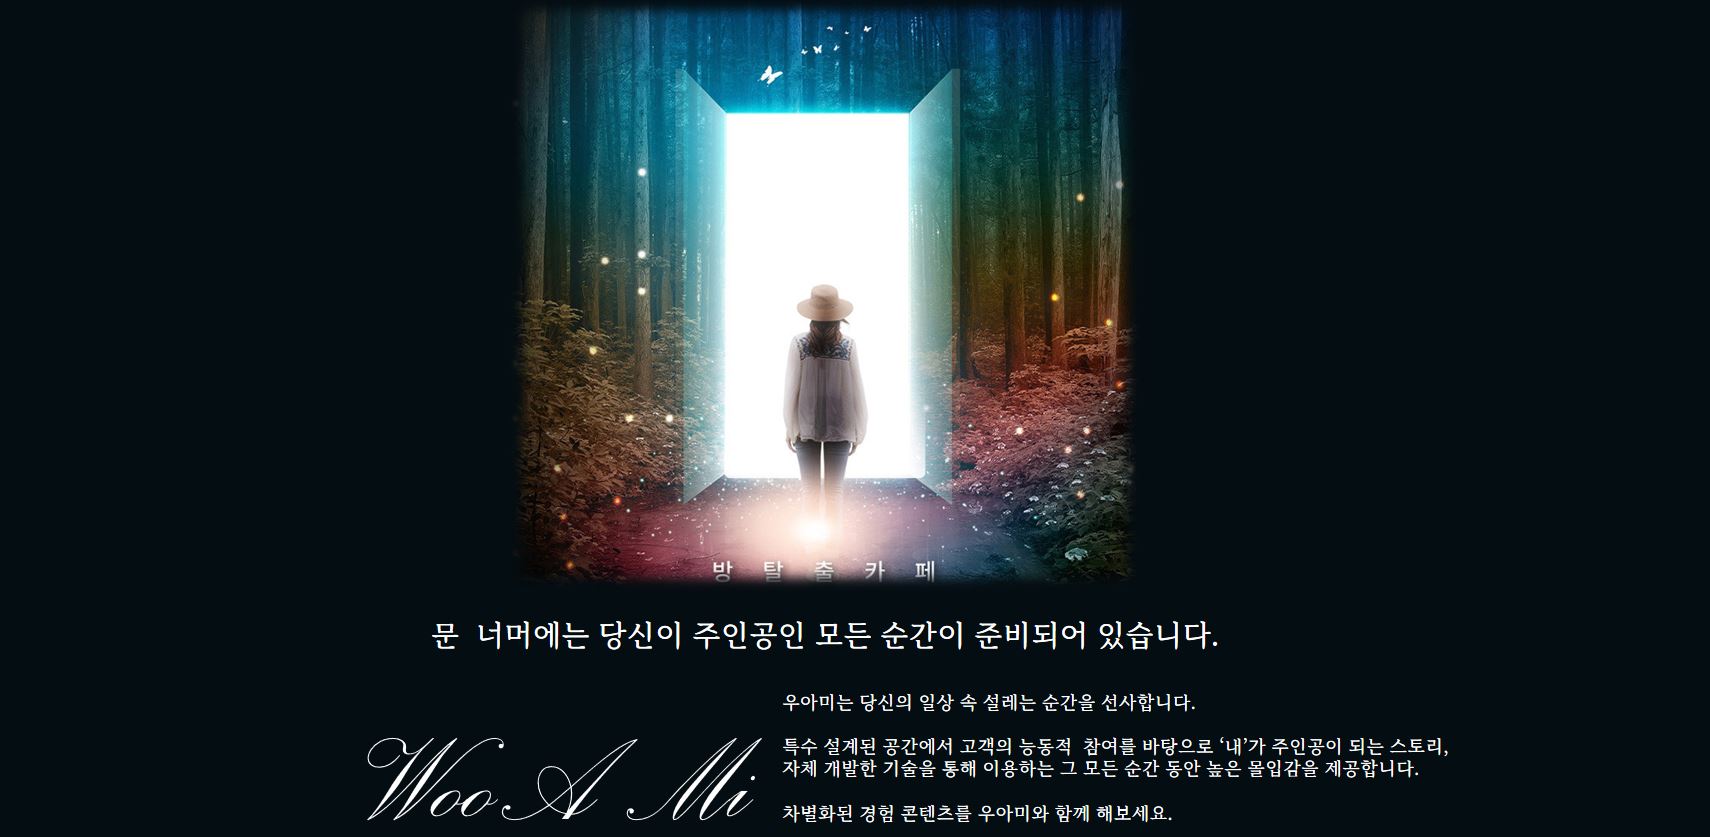 방 탈 출 카 페
문 너머에는 당신이 주인공인 모든 순간이 준비되어 있습니다.
우아미는 당신의 일상 속 설레는 순간을 선사합니다.
Woo A Mi
특수 설계된 공간에서 고객의 능동적 참여를 바탕으로 ‘내’가 주인공이 되는 스토리,
자체 개발한 기술을 통해 이용하는 그 모든 순간 동안 높은 몰입감을 제공합니다.
차별화된 경험 콘텐츠를 우아미와 함께 해보세요.